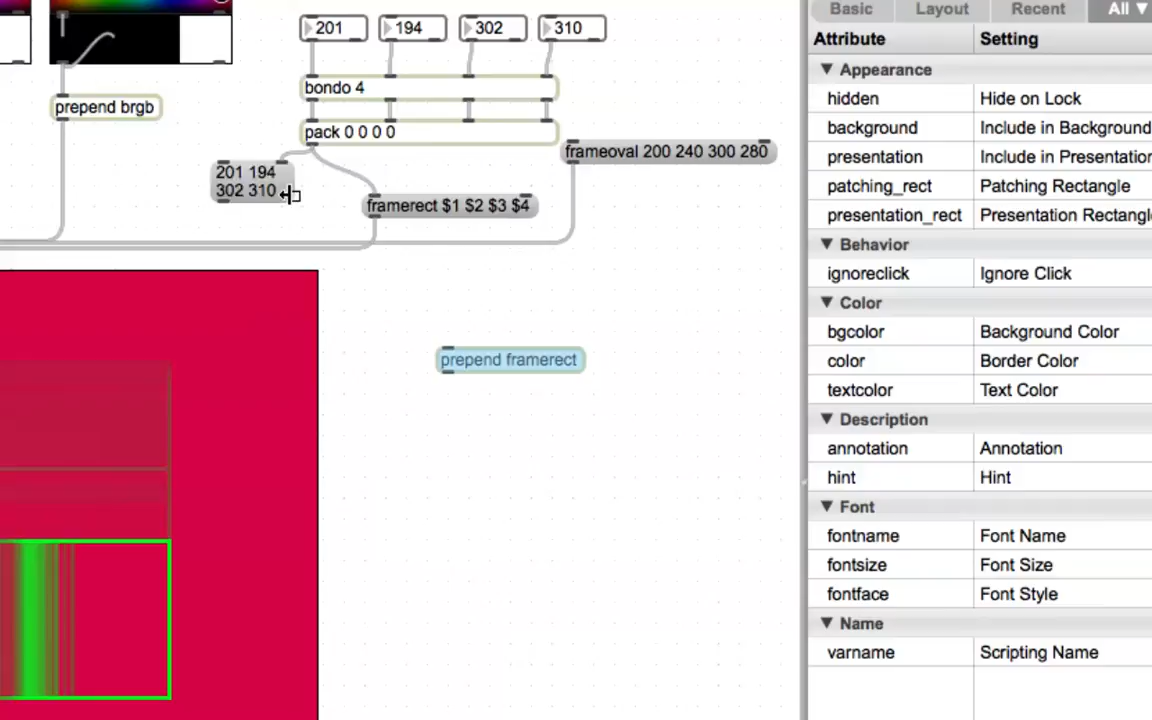 201
194
302
310
bondo 4
prepend brgb
pack 0 0 0 0
frameoval 200 240 300 280
201 194
302 310
framerect $1 $2 $3 $4
prepend framerect
Basic Layout Recent All ▼
Attribute Setting
▼ Appearance
hidden Hide on Lock
background Include in Background
presentation Include in Presentation
patching_rect Patching Rectangle
presentation_rect Presentation Rectangle
▼ Behavior
ignoreclick Ignore Click
▼ Color
bgcolor Background Color
color Border Color
textcolor Text Color
▼ Description
annotation Annotation
hint Hint
▼ Font
fontname Font Name
fontsize Font Size
fontface Font Style
▼ Name
varname Scripting Name